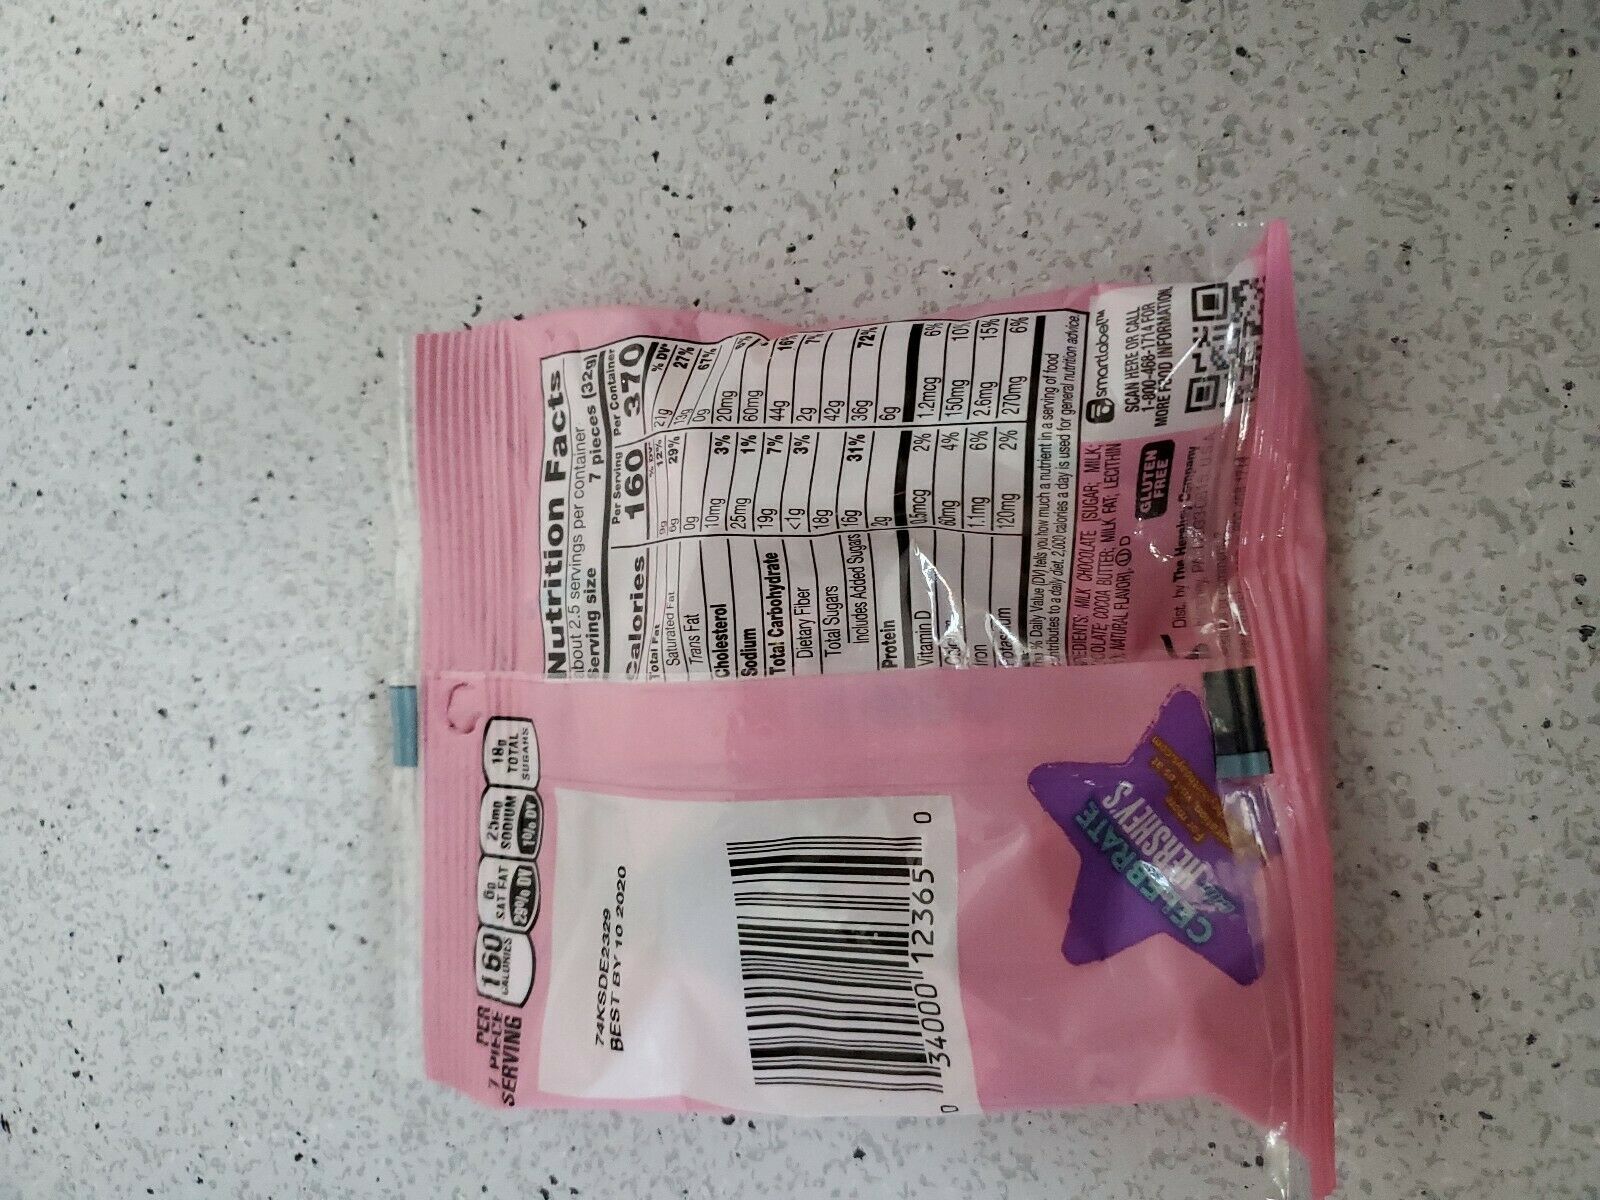 PER
7 PIECE
SERVING
160
CALORIES
6g
SAT FAT
29% DV
25mg
SODIUM
1% DV
18g
TOTAL
SUGARS
74KSDE2329
BEST BY 10 2020
0 34000 12365 0
CELEBRATE
with HERSHEY'S
Nutrition Facts
about 2.5 servings per container
Serving size 7 pieces (32g)
Per Serving Per Container
Calories 160 370
% DV* % DV*
Total Fat 9g 12% 21g 27%
Saturated Fat 6g 29% 13g 67%
Trans Fat 0g 0g
Cholesterol 10mg 3% 20mg
Sodium 25mg 1% 60mg
Total Carbohydrate 19g 7% 44g 16%
Dietary Fiber <1g 3% 2g 7%
Total Sugars 18g 42g
Includes Added Sugars 16g 31% 36g 72%
Protein 2g 6g
Vitamin D 0.5mcg 2% 1.2mcg 6%
60mg 4% 150mg 10%
Iron 1.1mg 6% 2.6mg 15%
Potassium 120mg 2% 270mg 6%
% Daily Value (DV) tells you how much a nutrient in a serving of food
contributes to a daily diet. 2,000 calories a day is used for general nutrition advice.
MILK CHOCOLATE (SUGAR; MILK;
COCOA BUTTER; MILK FAT; LECITHIN
NATURAL FLAVOR). Ⓤ D
GLUTEN
FREE
Dist. by The Hershey Company
smartlabel™
SCAN HERE OR CALL
1-800-468-1714 FOR
MORE FOOD INFORMATION